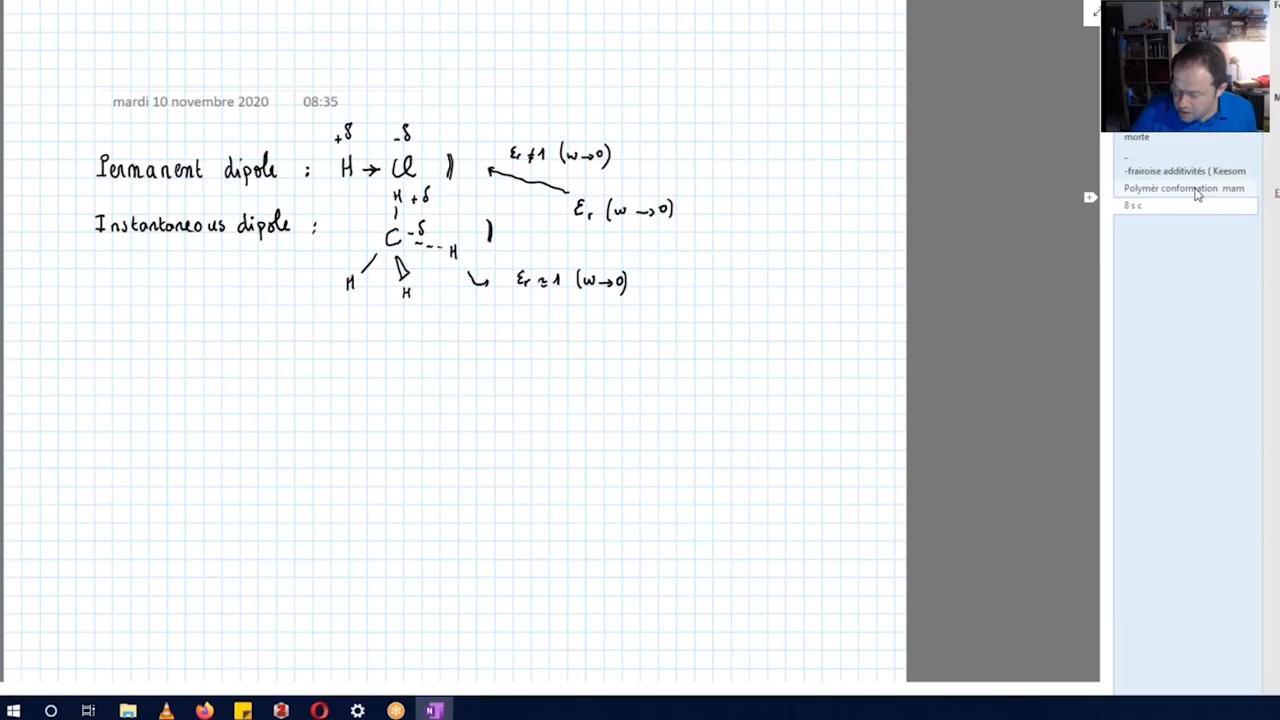 mardi 10 novembre 2020 08:35
+δ -δ
Permanent dipole : H → Cl
εr ≠ 1 (w→0)
εr (w →0)
Instantaneous dipole :
H +δ
C -δ
H
H
H
εr ≈ 1 (w→0)
morte
-frairoise additivités ( Keesom
Polymér conformation mam
8 s c